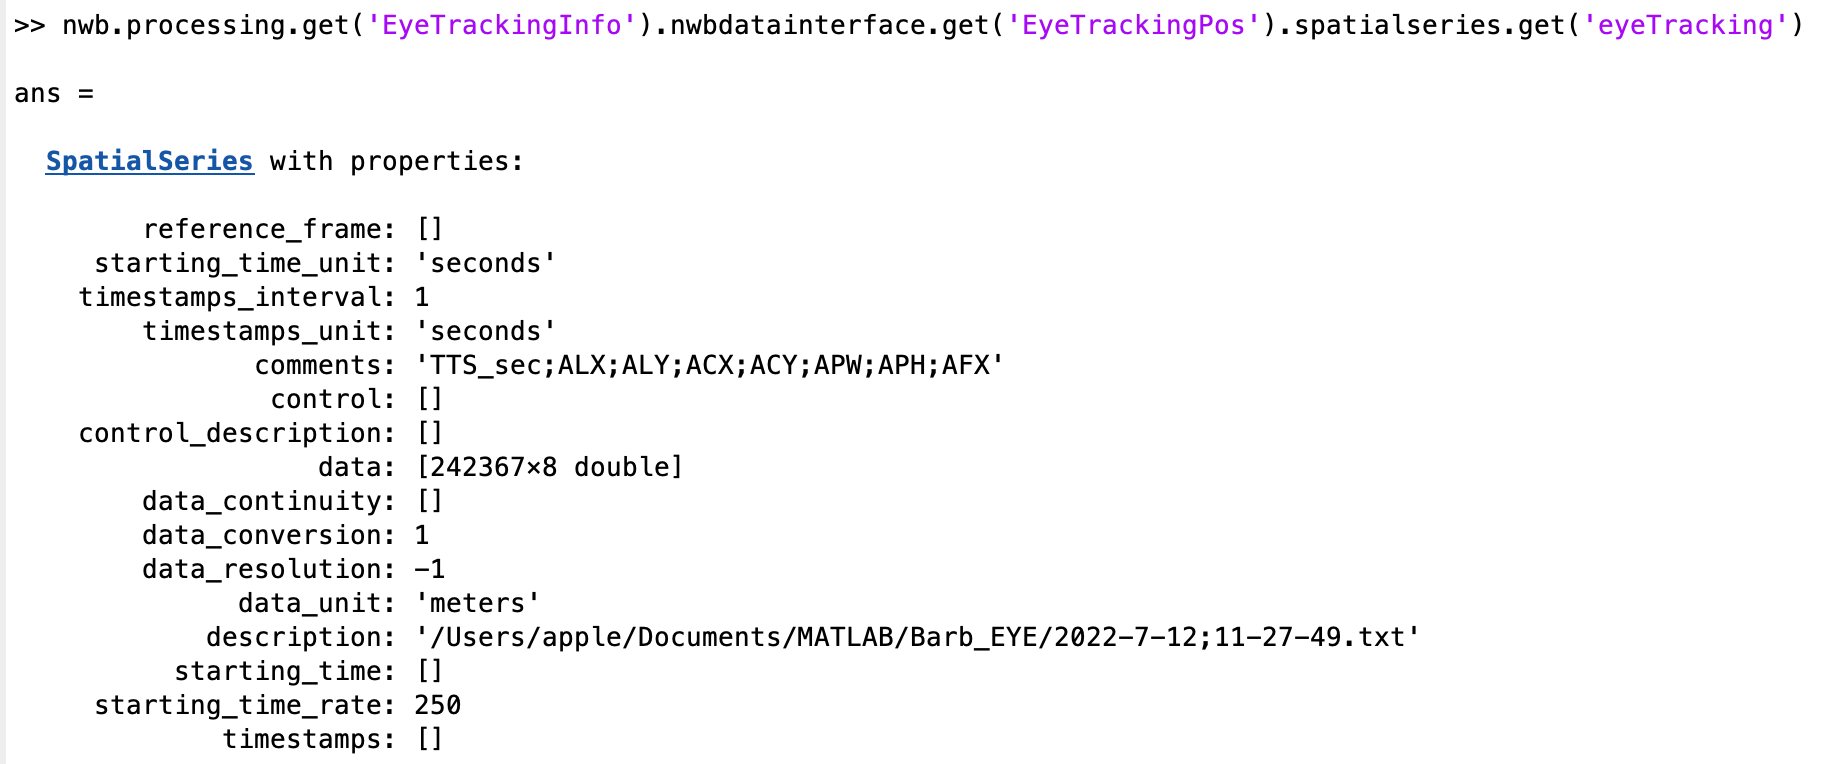 >> nwb.processing.get('EyeTrackingInfo').nwbdatainterface.get('EyeTrackingPos').spatialseries.get('eyeTracking')
ans =
SpatialSeries with properties:
reference_frame: []
starting_time_unit: 'seconds'
timestamps_interval: 1
timestamps_unit: 'seconds'
comments: 'TTS_sec;ALX;ALY;ACX;ACY;APW;APH;AFX'
control: []
control_description: []
data: [242367×8 double]
data_continuity: []
data_conversion: 1
data_resolution: -1
data_unit: 'meters'
description: '/Users/apple/Documents/MATLAB/Barb_EYE/2022-7-12;11-27-49.txt'
starting_time: []
starting_time_rate: 250
timestamps: []